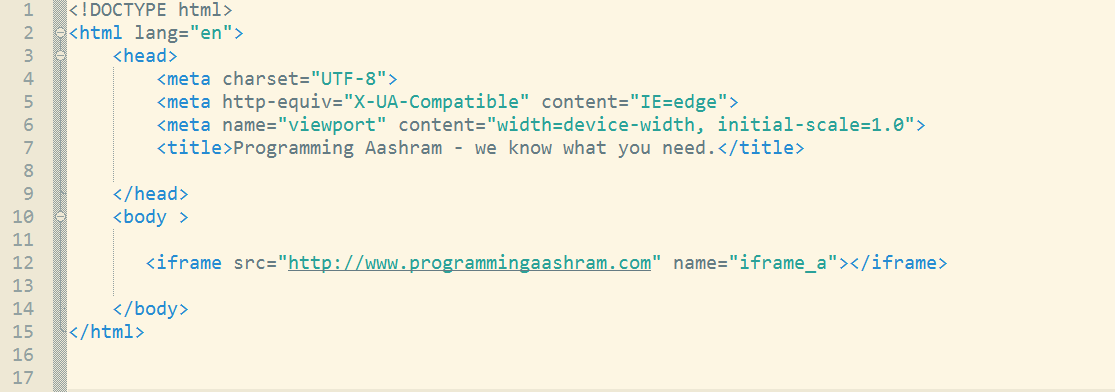 1 <!DOCTYPE html>
2 <html lang="en">
3 <head>
4 <meta charset="UTF-8">
5 <meta http-equiv="X-UA-Compatible" content="IE=edge">
6 <meta name="viewport" content="width=device-width, initial-scale=1.0">
7 <title>Programming Aashram - we know what you need.</title>
8
9 </head>
10 <body >
11
12 <iframe src="http://www.programmingaashram.com" name="iframe_a"></iframe>
13
14 </body>
15 </html>
16
17